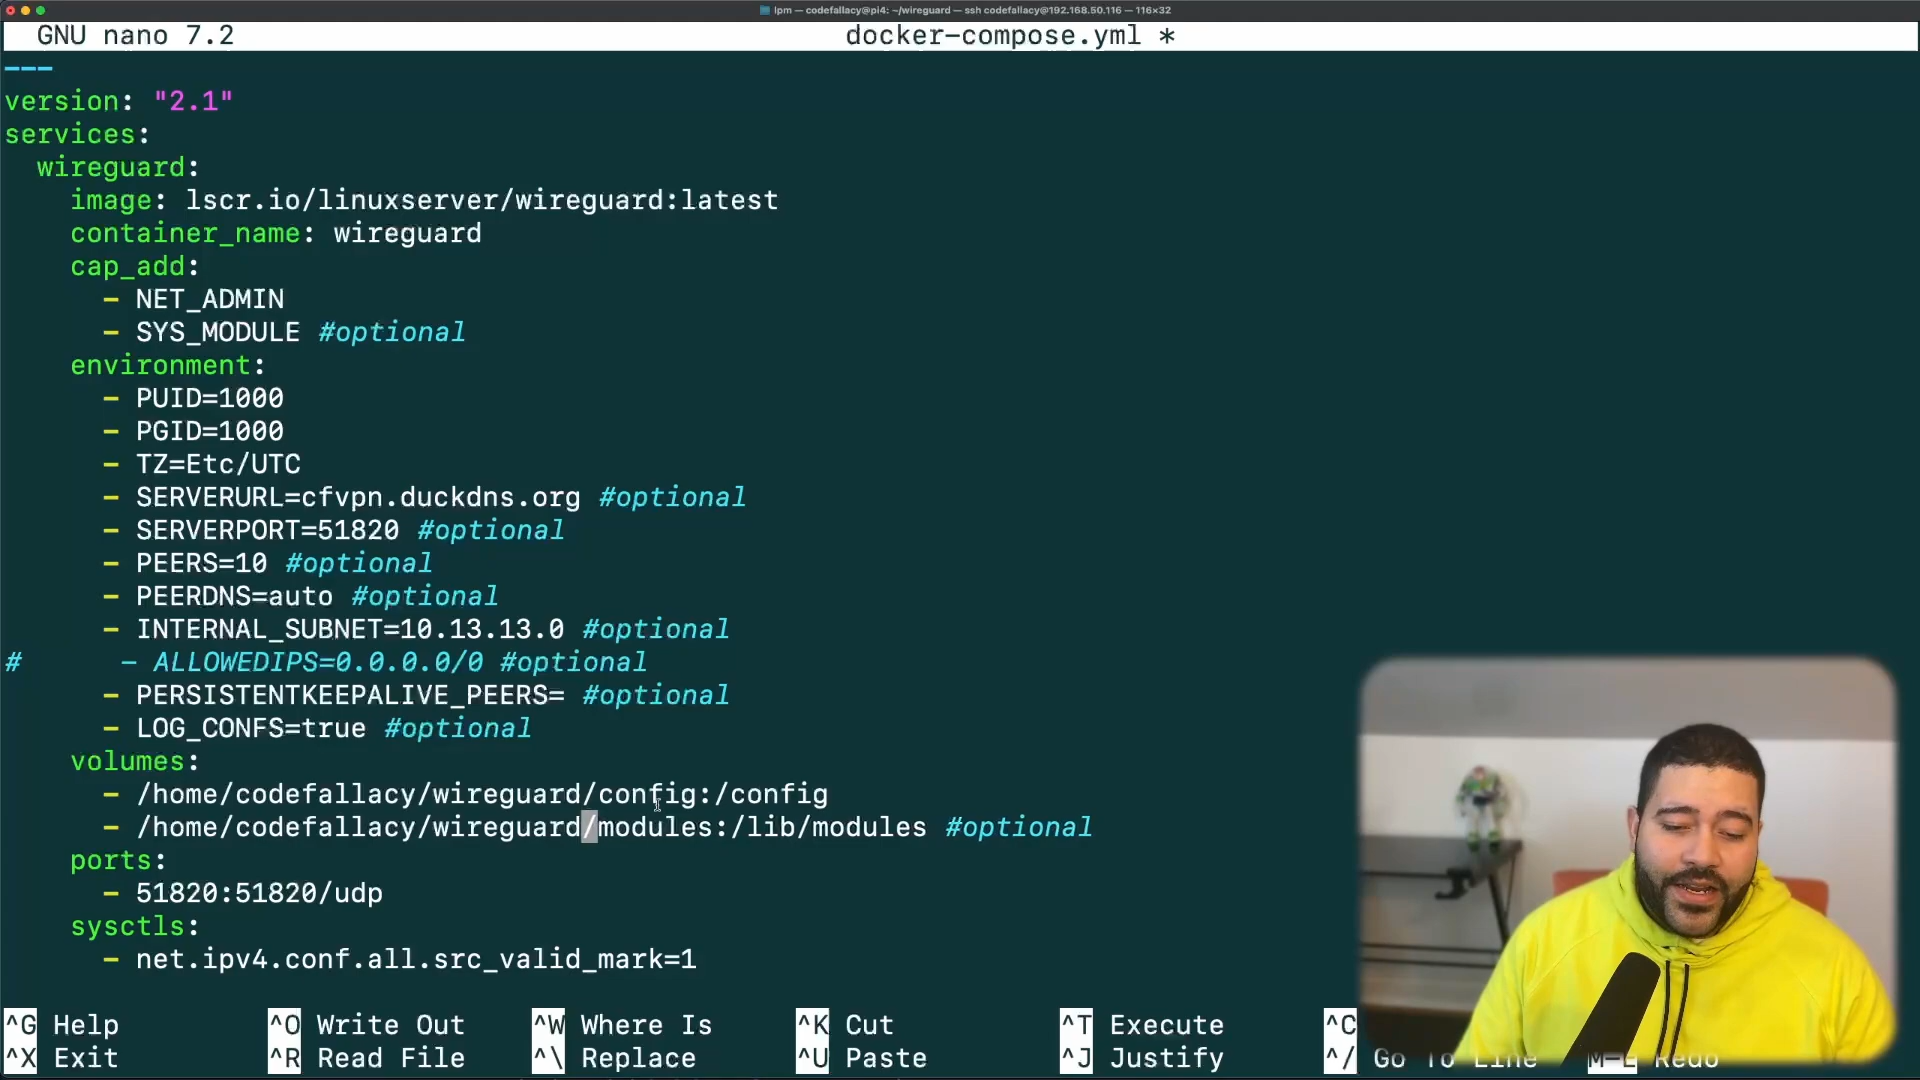 lpm — codefallacy@pi4: ~/wireguard — ssh codefallacy@192.168.50.116 — 116×32
GNU nano 7.2 docker-compose.yml *
---
version: "2.1"
services:
  wireguard:
    image: lscr.io/linuxserver/wireguard:latest
    container_name: wireguard
    cap_add:
      - NET_ADMIN
      - SYS_MODULE #optional
    environment:
      - PUID=1000
      - PGID=1000
      - TZ=Etc/UTC
      - SERVERURL=cfvpn.duckdns.org #optional
      - SERVERPORT=51820 #optional
      - PEERS=10 #optional
      - PEERDNS=auto #optional
      - INTERNAL_SUBNET=10.13.13.0 #optional
#      - ALLOWEDIPS=0.0.0.0/0 #optional
      - PERSISTENTKEEPALIVE_PEERS= #optional
      - LOG_CONFS=true #optional
    volumes:
      - /home/codefallacy/wireguard/config:/config
      - /home/codefallacy/wireguard/modules:/lib/modules #optional
    ports:
      - 51820:51820/udp
    sysctls:
      - net.ipv4.conf.all.src_valid_mark=1
^G Help ^O Write Out ^W Where Is ^K Cut ^T Execute ^C
^X Exit ^R Read File ^\ Replace ^U Paste ^J Justify ^/ Go To Line M-E Redo